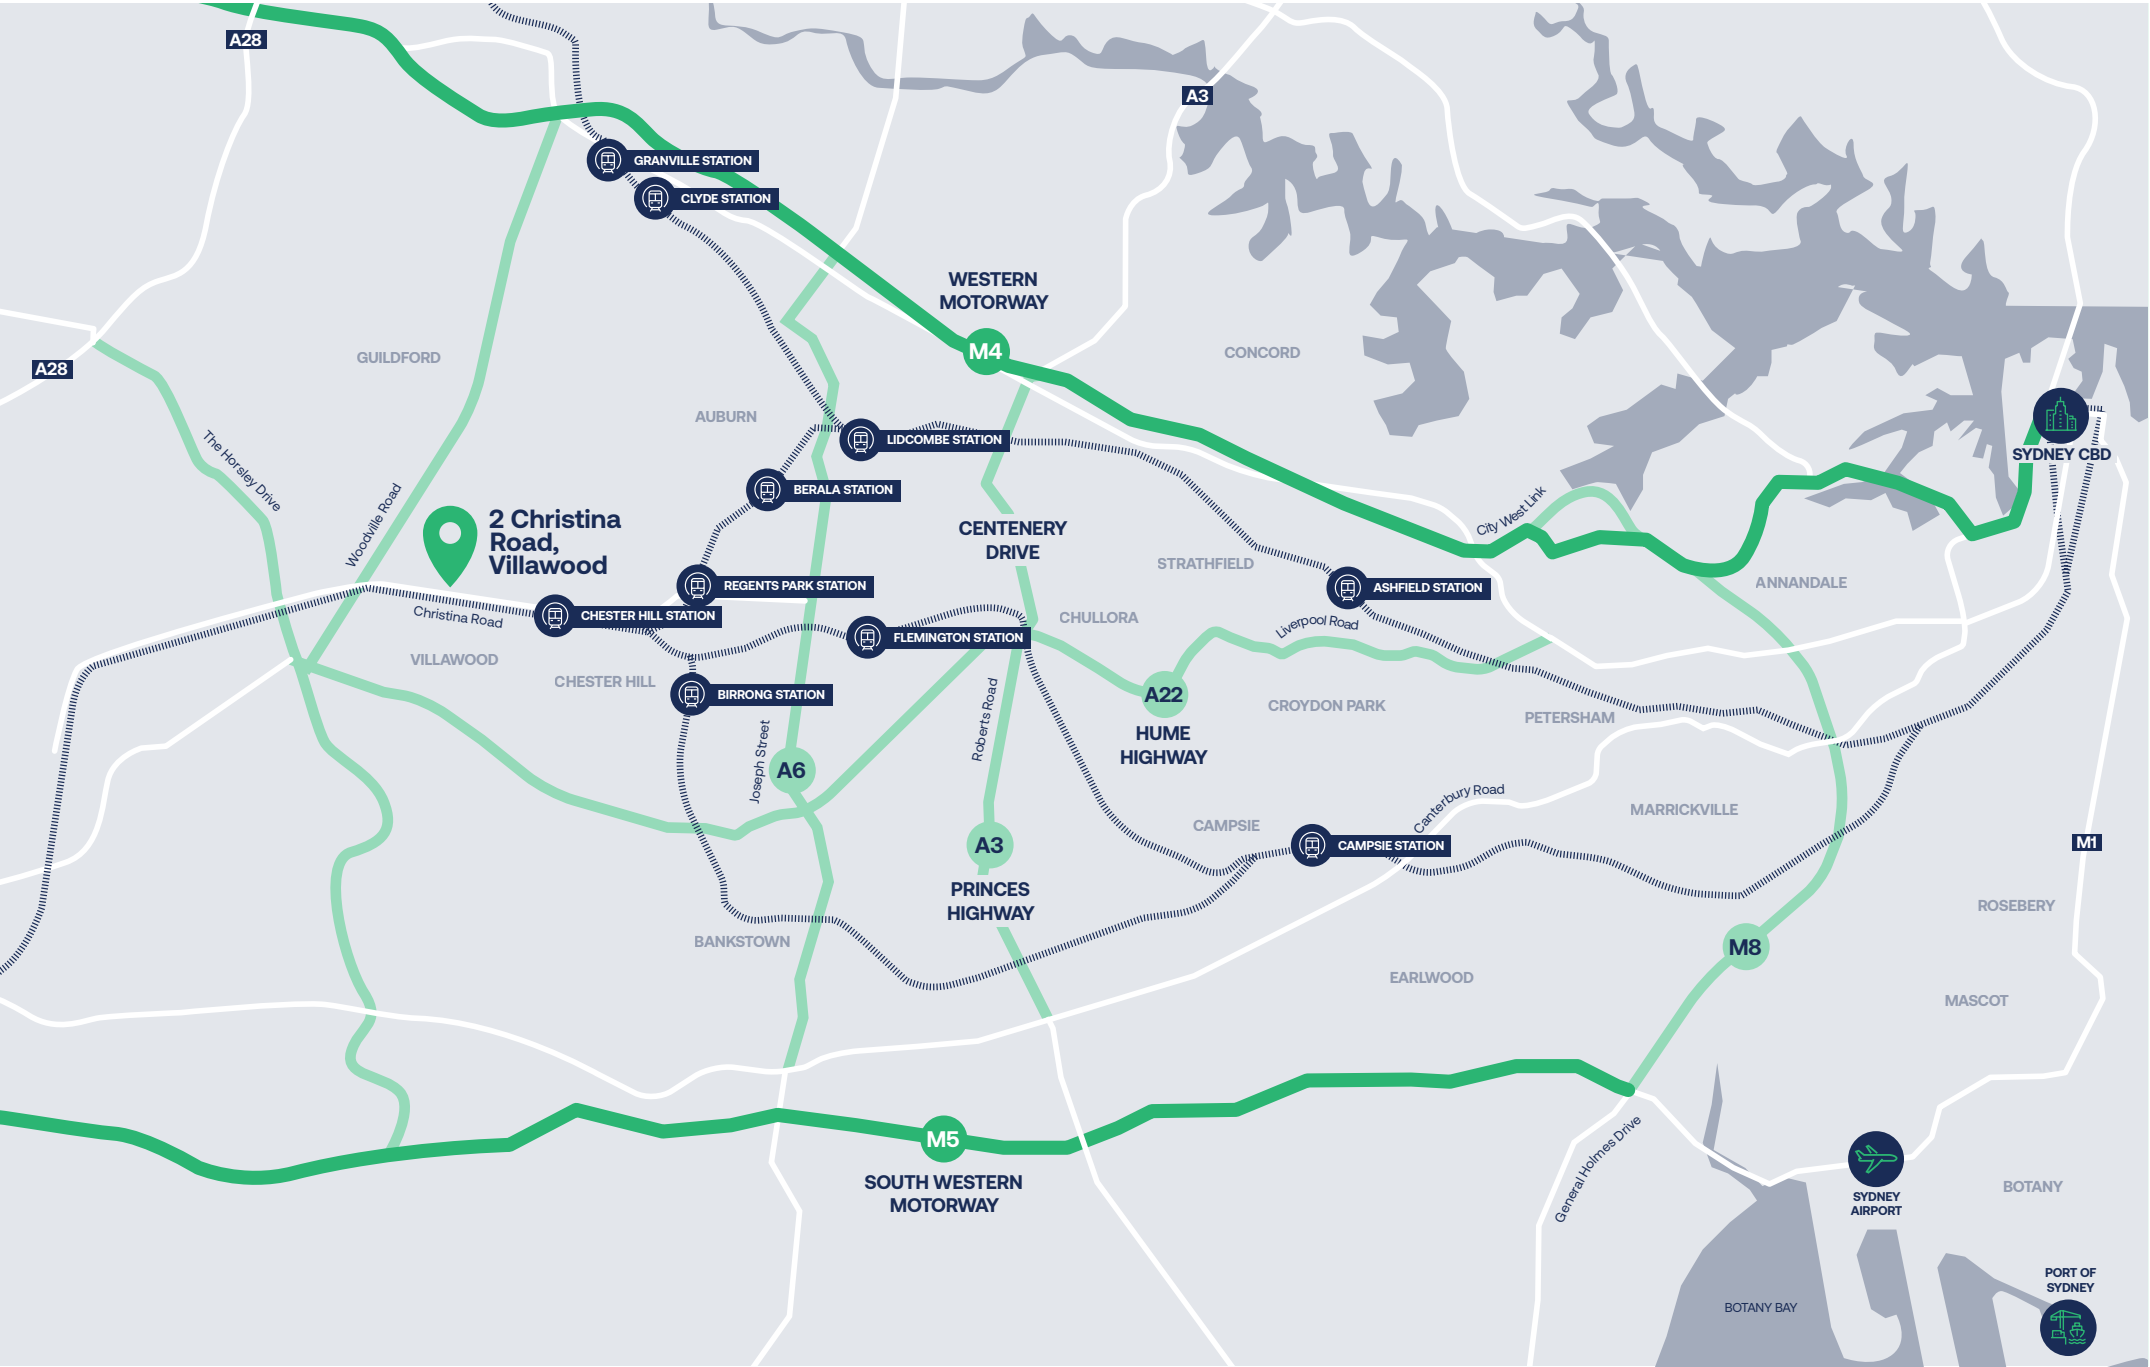 A28
A3
GRANVILLE STATION
CLYDE STATION
WESTERN
MOTORWAY
M4
CONCORD
GUILDFORD
A28
AUBURN
SYDNEY CBD
LIDCOMBE STATION
The Horsley Drive
BERALA STATION
City West Link
Woodville Road
2 Christina
Road,
Villawood
CENTENERY
DRIVE
STRATHFIELD
ANNANDALE
REGENTS PARK STATION
ASHFIELD STATION
Christina Road
CHESTER HILL STATION
CHULLORA
Liverpool Road
FLEMINGTON STATION
VILLAWOOD
CHESTER HILL
BIRRONG STATION
A22
HUME
HIGHWAY
CROYDON PARK
PETERSHAM
Roberts Road
Joseph Street
A6
Canterbury Road
MARRICKVILLE
CAMPSIE
CAMPSIE STATION
A3
PRINCES
HIGHWAY
M1
ROSEBERY
BANKSTOWN
M8
EARLWOOD
MASCOT
M5
SOUTH WESTERN
MOTORWAY
General Holmes Drive
SYDNEY
AIRPORT
BOTANY
PORT OF
SYDNEY
BOTANY BAY